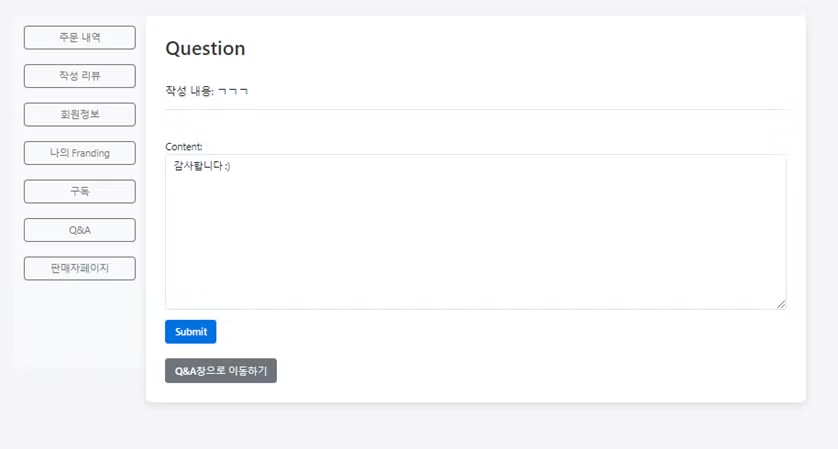 주문 내역
작성 리뷰
회원정보
나의 Franding
구독
Q&A
판매자페이지
Question
작성 내용: ㄱㄱㄱ
Content:
감사합니다 :)
Submit
Q&A창으로 이동하기